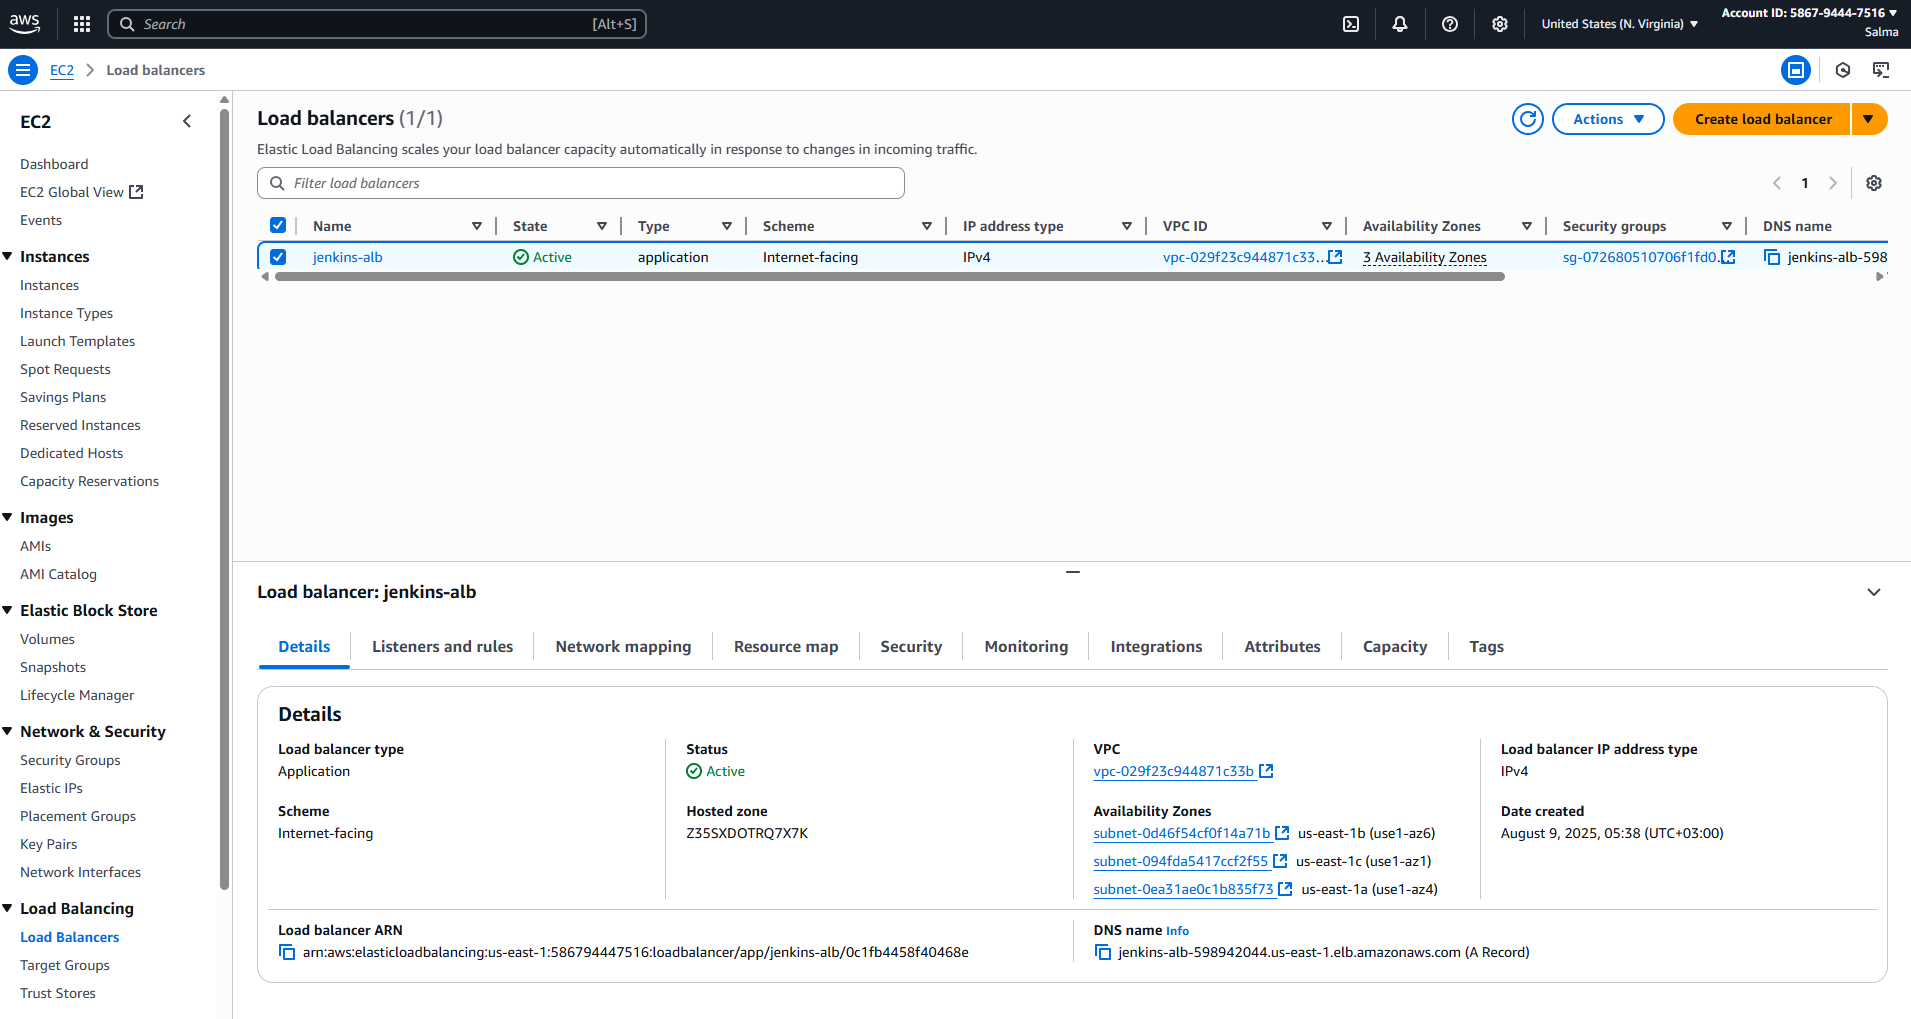 aws
Search [Alt+S]
United States (N. Virginia)
Account ID: 5867-9444-7516
Salma
EC2 Load balancers
EC2
Dashboard
EC2 Global View
Events
Instances
Instances
Instance Types
Launch Templates
Spot Requests
Savings Plans
Reserved Instances
Dedicated Hosts
Capacity Reservations
Images
AMIs
AMI Catalog
Elastic Block Store
Volumes
Snapshots
Lifecycle Manager
Network & Security
Security Groups
Elastic IPs
Placement Groups
Key Pairs
Network Interfaces
Load Balancing
Load Balancers
Target Groups
Trust Stores
Load balancers (1/1)
Actions
Create load balancer
Elastic Load Balancing scales your load balancer capacity automatically in response to changes in incoming traffic.
Filter load balancers
1
Name State Type Scheme IP address type VPC ID Availability Zones Security groups DNS name
jenkins-alb Active application Internet-facing IPv4 vpc-029f23c944871c33... 3 Availability Zones sg-072680510706f1fd0 jenkins-alb-598
Load balancer: jenkins-alb
Details Listeners and rules Network mapping Resource map Security Monitoring Integrations Attributes Capacity Tags
Details
Load balancer type
Application
Scheme
Internet-facing
Status
Active
Hosted zone
Z35SXDOTRQ7X7K
VPC
vpc-029f23c944871c33b
Availability Zones
subnet-0d46f54cf0f14a71b us-east-1b (use1-az6)
subnet-094fda5417ccf2f55 us-east-1c (use1-az1)
subnet-0ea31ae0c1b835f73 us-east-1a (use1-az4)
Load balancer IP address type
IPv4
Date created
August 9, 2025, 05:38 (UTC+03:00)
Load balancer ARN
arn:aws:elasticloadbalancing:us-east-1:586794447516:loadbalancer/app/jenkins-alb/0c1fb4458f40468e
DNS name Info
jenkins-alb-598942044.us-east-1.elb.amazonaws.com (A Record)